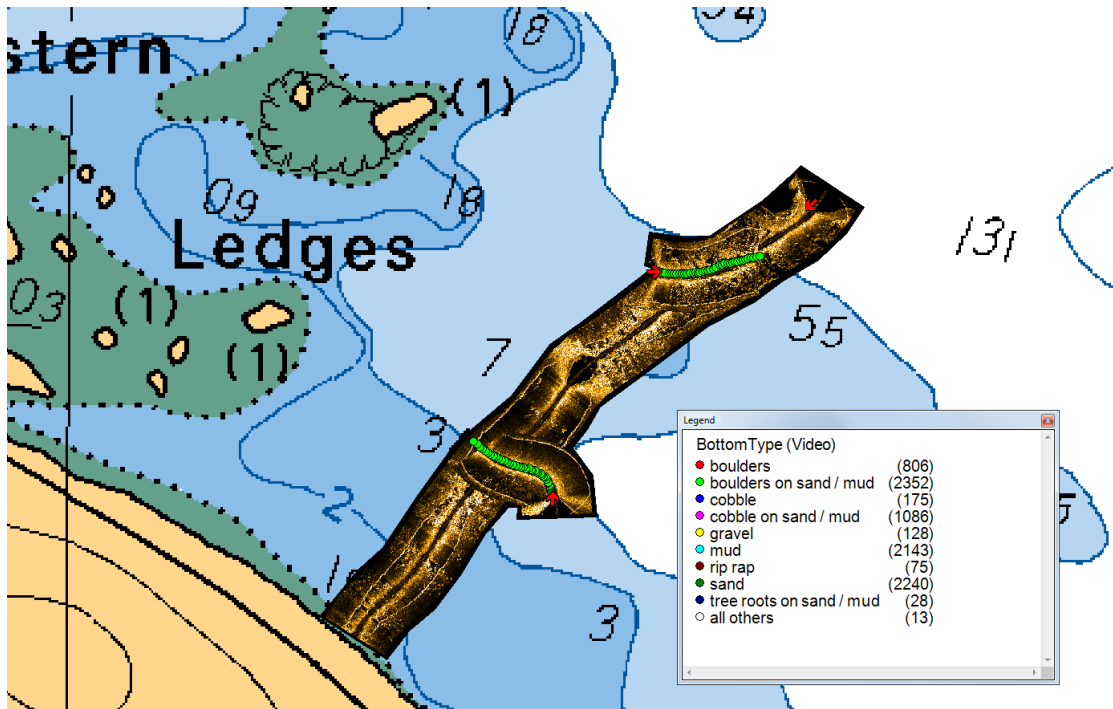 stern
18
(1)
09
18
Ledges
131
03
(1)
(1)
55
7
3
2
3
Legend
BottomType (Video)
boulders (806)
boulders on sand / mud (2352)
cobble (175)
cobble on sand / mud (1086)
gravel (128)
mud (2143)
rip rap (75)
sand (2240)
tree roots on sand / mud (28)
all others (13)